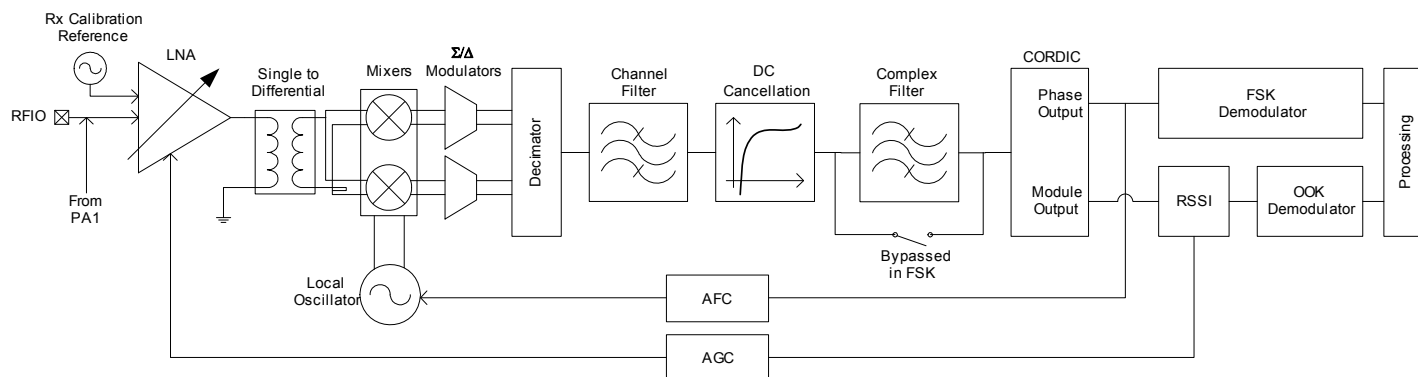 Rx Calibration
Reference
LNA
RFIO
From
PA1
Single to
Differential
Mixers
Σ/Δ
Modulators
Local
Oscillator
Decimator
Channel
Filter
DC
Cancellation
Complex
Filter
Bypassed
in FSK
CORDIC
Phase
Output
Module
Output
FSK
Demodulator
RSSI
OOK
Demodulator
Processing
AFC
AGC